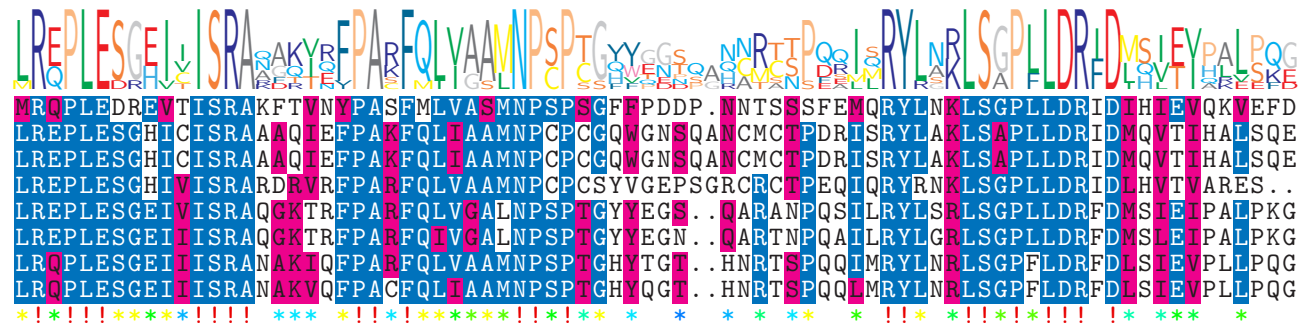 MRQPLEDREVTISRAKFTVNYPASFMLVASMNPSPSGFFPDDP.NNTSSSFEMQRYLNKLSGPLLDRIDIHIEVQKVEFD
LREPLESGHICISRAAAQIEFPAKFQLIAAMNPCPCGQWGNSQANCMCTPDRISRYLAKLSAPLLDRIDMQVTIHALSQE
LREPLESGHICISRAAAQIEFPAKFQLIAAMNPCPCGQWGNSQANCMCTPDRISRYLAKLSAPLLDRIDMQVTIHALSQE
LREPLESGHIVISRARDRVRFPARFQLVAAMNPCPCSYVGEPSGRCRCTPEQIQRYRNKLSGPLLDRIDLHVTVARES..
LREPLESGEIVISRAQGKTRFPARFQLVGALNPSPTGYYEGS..QARANPQSILRYLSRLSGPLLDRFDMSIEIPALPKG
LREPLESGEIIISRAQGKTRFPARFQIVGALNPSPTGYYEGN..QARTNPQAILRYLGRLSGPLLDRFDMSLEIPALPKG
LRQPLESGEIIISRANAKIQFPARFQLVAAMNPSPTGHYTGT..HNRTSPQQIMRYLNRLSGPFLDRFDLSIEVPLLPQG
LRQPLESGEIIISRANAKVQFPACFQLIAAMNPSPTGHYQGT..HNRTSPQQLMRYLNRLSGPFLDRFDLSIEVPLLPQG